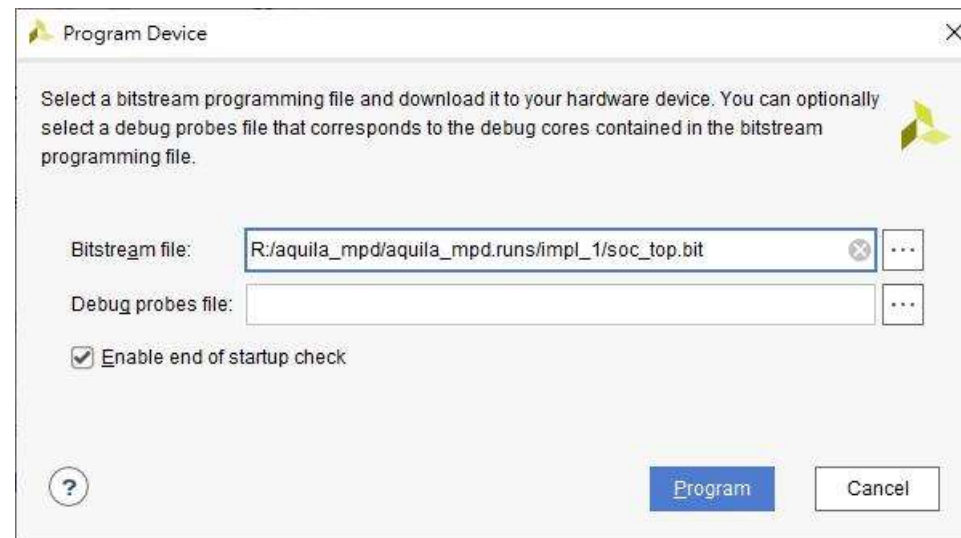 Program Device
Select a bitstream programming file and download it to your hardware device. You can optionally
select a debug probes file that corresponds to the debug cores contained in the bitstream
programming file.
Bitstream file: R:/aquila_mpd/aquila_mpd.runs/impl_1/soc_top.bit ...
Debug probes file: ...
Enable end of startup check
? Program Cancel